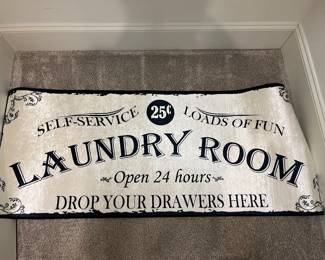 25¢
SELF-SERVICE LOADS OF FUN
LAUNDRY ROOM
Open 24 hours
DROP YOUR DRAWERS HERE